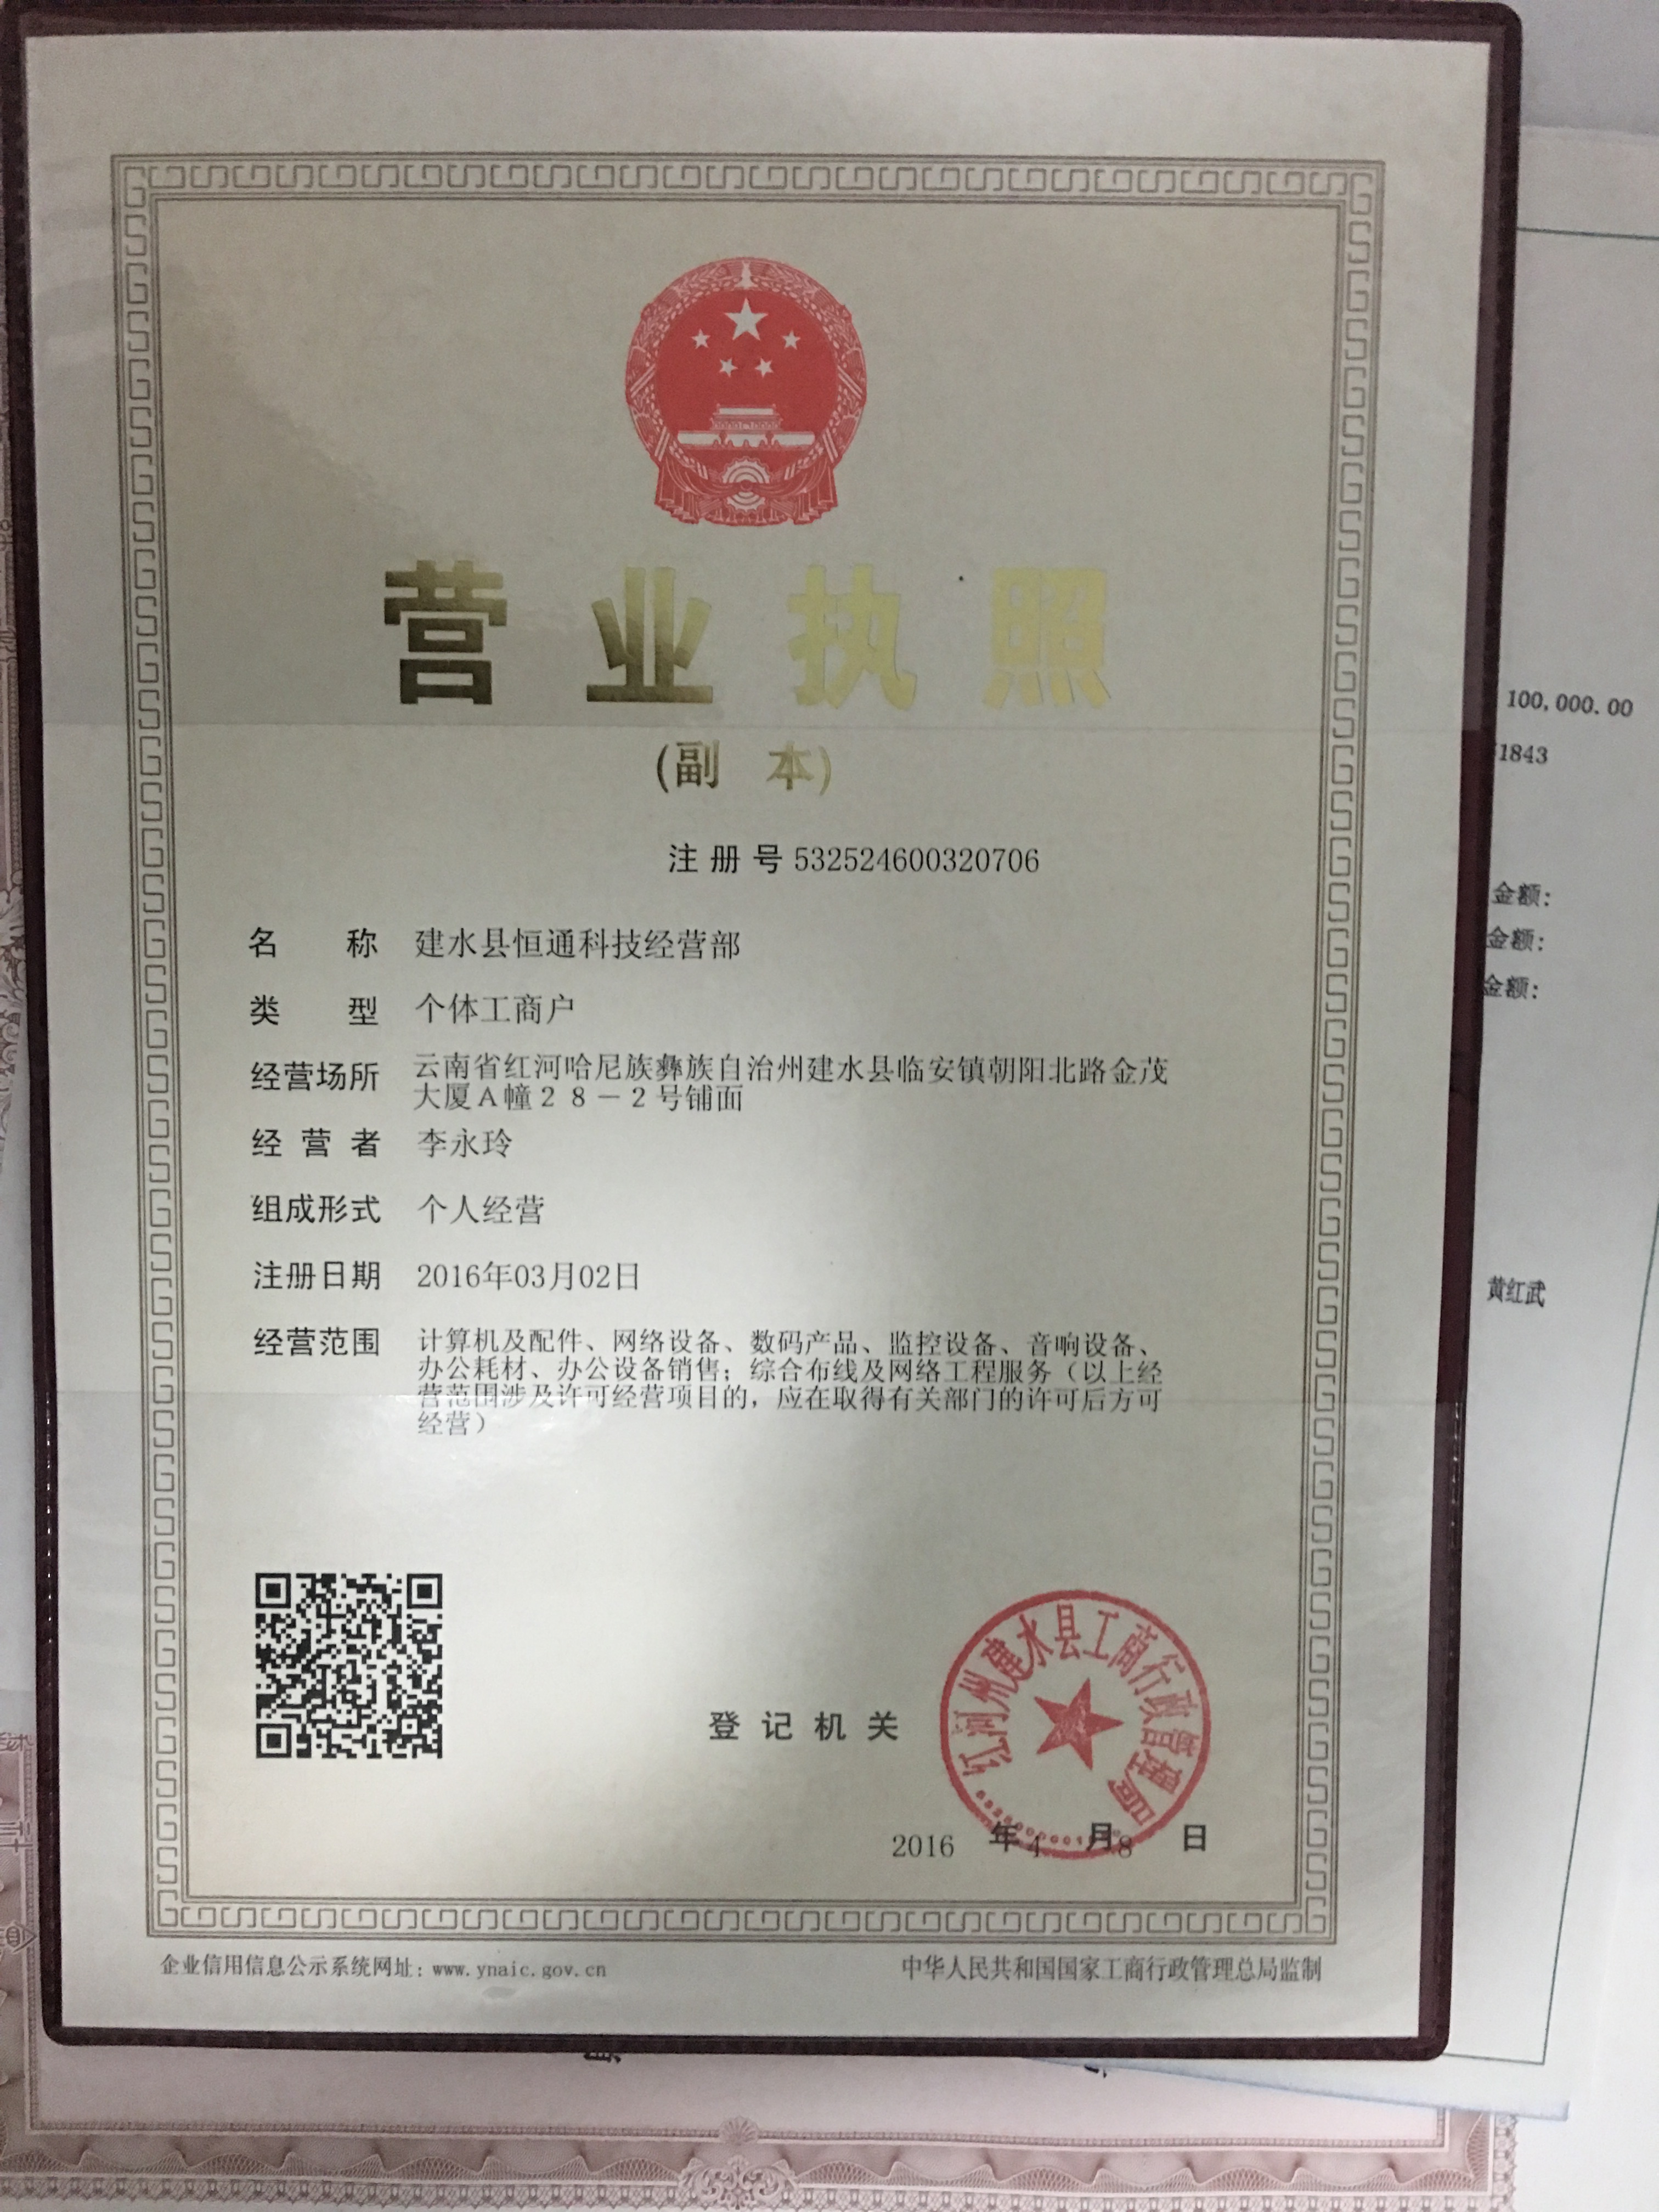 营业执照
(副 本)
注册号 532524600320706
名 称 建水县恒通科技经营部
类 型 个体工商户
经营场所 云南省红河哈尼族彝族自治州建水县临安镇朝阳北路金茂
大厦A幢28-2号铺面
经营者 李永玲
组成形式 个人经营
注册日期 2016年03月02日
经营范围 计算机及配件、网络设备、数码产品、监控设备、音响设备、
办公耗材、办公设备销售；综合布线及网络工程服务（以上经
营范围涉及许可经营项目的，应在取得有关部门的许可后方可
经营）
登记机关
红河州建水县工商行政管理局
2016 年 4 月 8 日
企业信用信息公示系统网址：www.ynaic.gov.cn
中华人民共和国国家工商行政管理总局监制
100,000.00
1843
金额:
金额:
金额:
黄红武